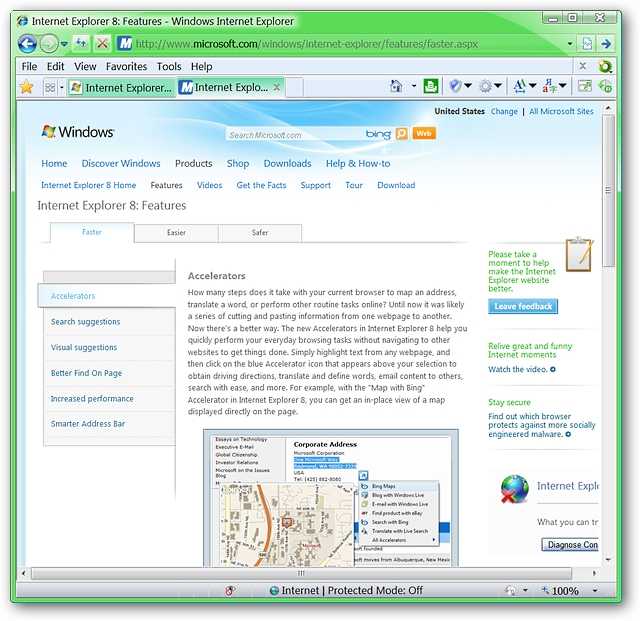 Internet Explorer 8: Features - Windows Internet Explorer
http://www.microsoft.com/windows/internet-explorer/features/faster.aspx
File Edit View Favorites Tools Help
Internet Explorer... Internet Explo...
United States Change | All Microsoft Sites
Windows
Search Microsoft.com bing Web
Home Discover Windows Products Shop Downloads Help & How-to
Internet Explorer 8 Home Features Videos Get the Facts Support Tour Download
Internet Explorer 8: Features
Faster Easier Safer
Accelerators
Search suggestions
Visual suggestions
Better Find On Page
Increased performance
Smarter Address Bar
Accelerators
How many steps does it take with your current browser to map an address,
translate a word, or perform other routine tasks online? Until now it was likely
a series of cutting and pasting information from one webpage to another.
Now there's a better way. The new Accelerators in Internet Explorer 8 help you
quickly perform your everyday browsing tasks without navigating to other
websites to get things done. Simply highlight text from any webpage, and
then click on the blue Accelerator icon that appears above your selection to
obtain driving directions, translate and define words, email content to others,
search with ease, and more. For example, with the "Map with Bing"
Accelerator in Internet Explorer 8, you can get an in-place view of a map
displayed directly on the page.
Essays on Technology
Executive E-Mail
Global Citizenship
Investor Relations
Microsoft on the Issues
Blog
Corporate Address
Microsoft Corporation
One Microsoft Way
Redmond, WA 98052-7329
USA
Tel: (425) 882-8080
Bing Maps
Blog with Windows Live
E-mail with Windows Live
Find product with eBay
Search with Bing
Translate with Live Search
All Accelerators
founded
soft moves from Albuquerque, New Mexi
Please take a
moment to help
make the Internet
Explorer website
better.
Leave feedback
Relive great and funny
Internet moments
Watch the video.
Stay secure
Find out which browser
protects against more socially
engineered malware.
Internet Expl
What you can tr
Diagnose Con
Internet | Protected Mode: Off
100%